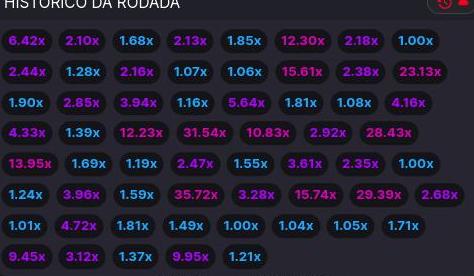 HISTÓRICO DA RODADA
6.42x 2.10x 1.68x 2.13x 1.85x 12.30x 2.18x 1.00x
2.44x 1.28x 2.16x 1.07x 1.06x 15.61x 2.38x 23.13x
1.90x 2.85x 3.94x 1.16x 5.64x 1.81x 1.08x 4.16x
4.33x 1.39x 12.23x 31.54x 10.83x 2.92x 28.43x
13.95x 1.69x 1.19x 2.47x 1.55x 3.61x 2.35x 1.00x
1.24x 3.96x 1.59x 35.72x 3.28x 15.74x 29.39x 2.68x
1.01x 4.72x 1.81x 1.49x 1.00x 1.04x 1.05x 1.71x
9.45x 3.12x 1.37x 9.95x 1.21x